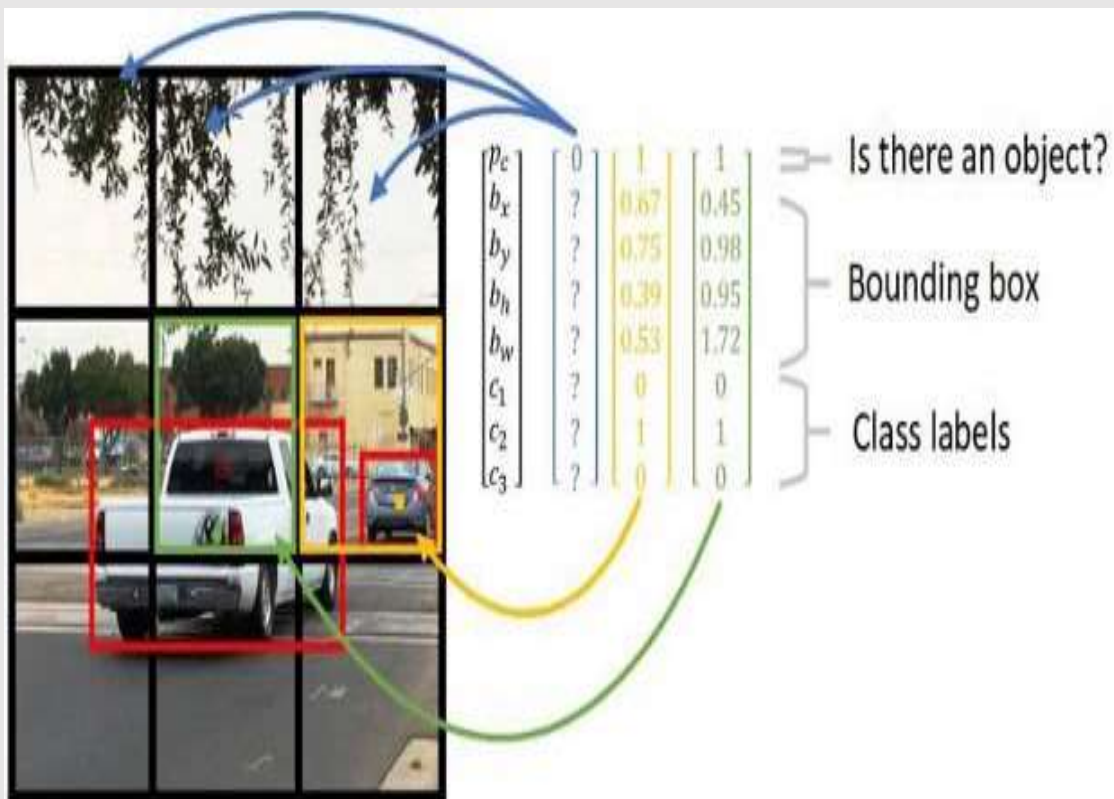 p_c 0 1 1 Is there an object?
b_x ? 0.67 0.45
b_y ? 0.75 0.98
b_h ? 0.39 0.95 Bounding box
b_w ? 0.53 1.72
c_1 ? 0 0
c_2 ? 1 1 Class labels
c_3 ? 0 0